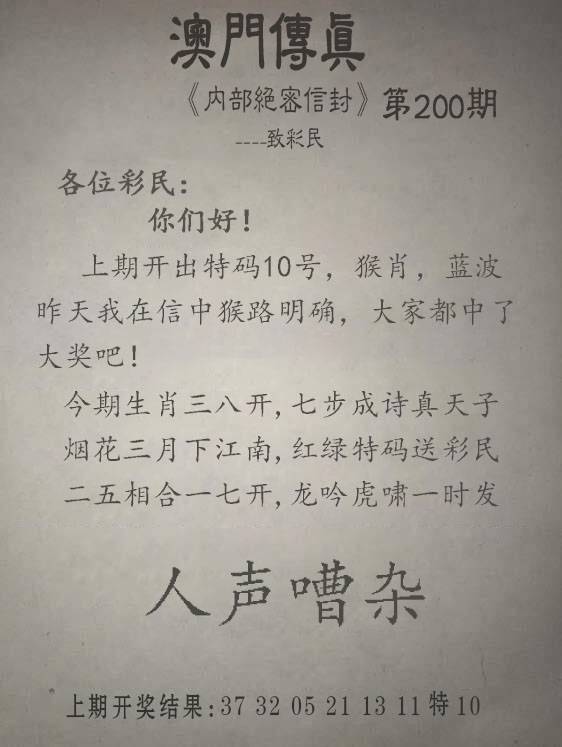 澳門傳眞
《内部絕密信封》第200期
----致彩民
各位彩民:
你们好!
上期开出特码10号，猴肖，蓝波
昨天我在信中猴路明确，大家都中了
大奖吧!
今期生肖三八开,七步成诗真天子
烟花三月下江南,红绿特码送彩民
二五相合一七开,龙吟虎啸一时发
人声嘈杂
上期开奖结果:37 32 05 21 13 11 特10